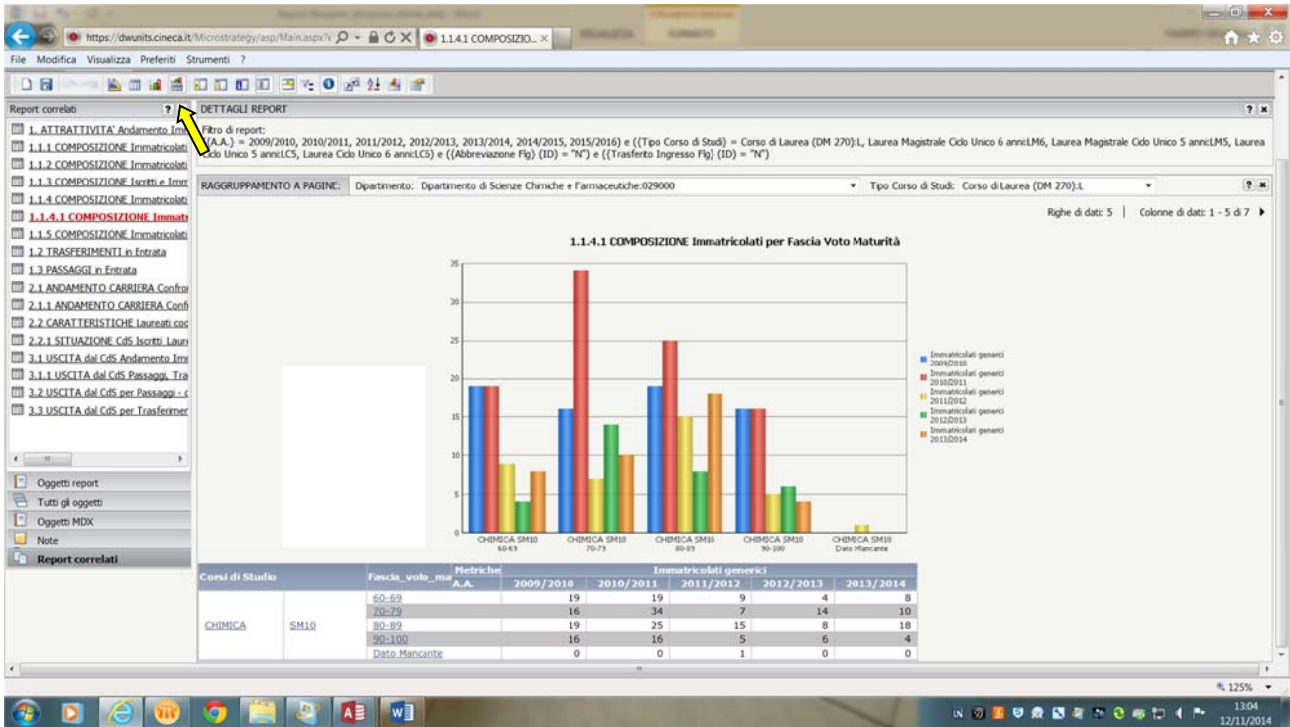 https://dwunits.cineca.it/Microstrategy/asp/Main.aspx?
1.1.4.1 COMPOSIZIO...
File Modifica Visualizza Preferiti Strumenti ?
Report correlati
1. ATTRATTIVITA' Andamento Imm
1.1.1 COMPOSIZIONE Immatricolati
1.1.2 COMPOSIZIONE Immatricolati
1.1.3 COMPOSIZIONE Iscritti e Imm
1.1.4 COMPOSIZIONE Immatricolati
1.1.4.1 COMPOSIZIONE Immatr
1.1.5 COMPOSIZIONE Immatricolati
1.2 TRASFERIMENTI in Entrata
1.3 PASSAGGI in Entrata
2.1 ANDAMENTO CARRIERA Confron
2.1.1 ANDAMENTO CARRIERA Confr
2.2 CARATTERISTICHE Laureati coo
2.2.1 SITUAZIONE CdS Iscritti Laure
3.1 USCITA dal CdS Andamento Imm
3.1.1 USCITA dal CdS Passaggi, Tra
3.2 USCITA dal CdS per Passaggi - c
3.3 USCITA dal CdS per Trasferimer
Oggetti report
Tutti gli oggetti
Oggetti MDX
Note
Report correlati
DETTAGLI REPORT
Filtro di report:
({A.A.} = 2009/2010, 2010/2011, 2011/2012, 2012/2013, 2013/2014, 2014/2015, 2015/2016) e ({Tipo Corso di Studi} = Corso di Laurea (DM 270):L, Laurea Magistrale Ciclo Unico 6 anni:LM6, Laurea Magistrale Ciclo Unico 5 anni:LM5, Laurea
Ciclo Unico 5 anni:LC5, Laurea Ciclo Unico 6 anni:LC6) e ({Abbreviazione Flg} (ID) = "N") e ({Trasferito Ingresso Flg} (ID) = "N")
RAGGRUPPAMENTO A PAGINE: Dipartimento: Dipartimento di Scienze Chimiche e Farmaceutiche:029000 Tipo Corso di Studi: Corso di Laurea (DM 270):L
Righe di dati: 5 | Colonne di dati: 1 - 5 di 7
1.1.4.1 COMPOSIZIONE Immatricolati per Fascia Voto Maturità
35
30
25
20
15
10
5
0
CHIMICA SM10 CHIMICA SM10 CHIMICA SM10 CHIMICA SM10 CHIMICA SM10
60-69 70-79 80-89 90-100 Dato Mancante
Immatricolati generici
2009/2010
Immatricolati generici
2010/2011
Immatricolati generici
2011/2012
Immatricolati generici
2012/2013
Immatricolati generici
2013/2014
Corsi di Studio Fascia_voto_ma Metriche Immatricolati generici
A.A. 2009/2010 2010/2011 2011/2012 2012/2013 2013/2014
CHIMICA SM10
60-69 19 19 9 4 8
70-79 16 34 7 14 10
80-89 19 25 15 8 18
90-100 16 16 5 6 4
Dato Mancante 0 0 1 0 0
125%
13:04
12/11/2014